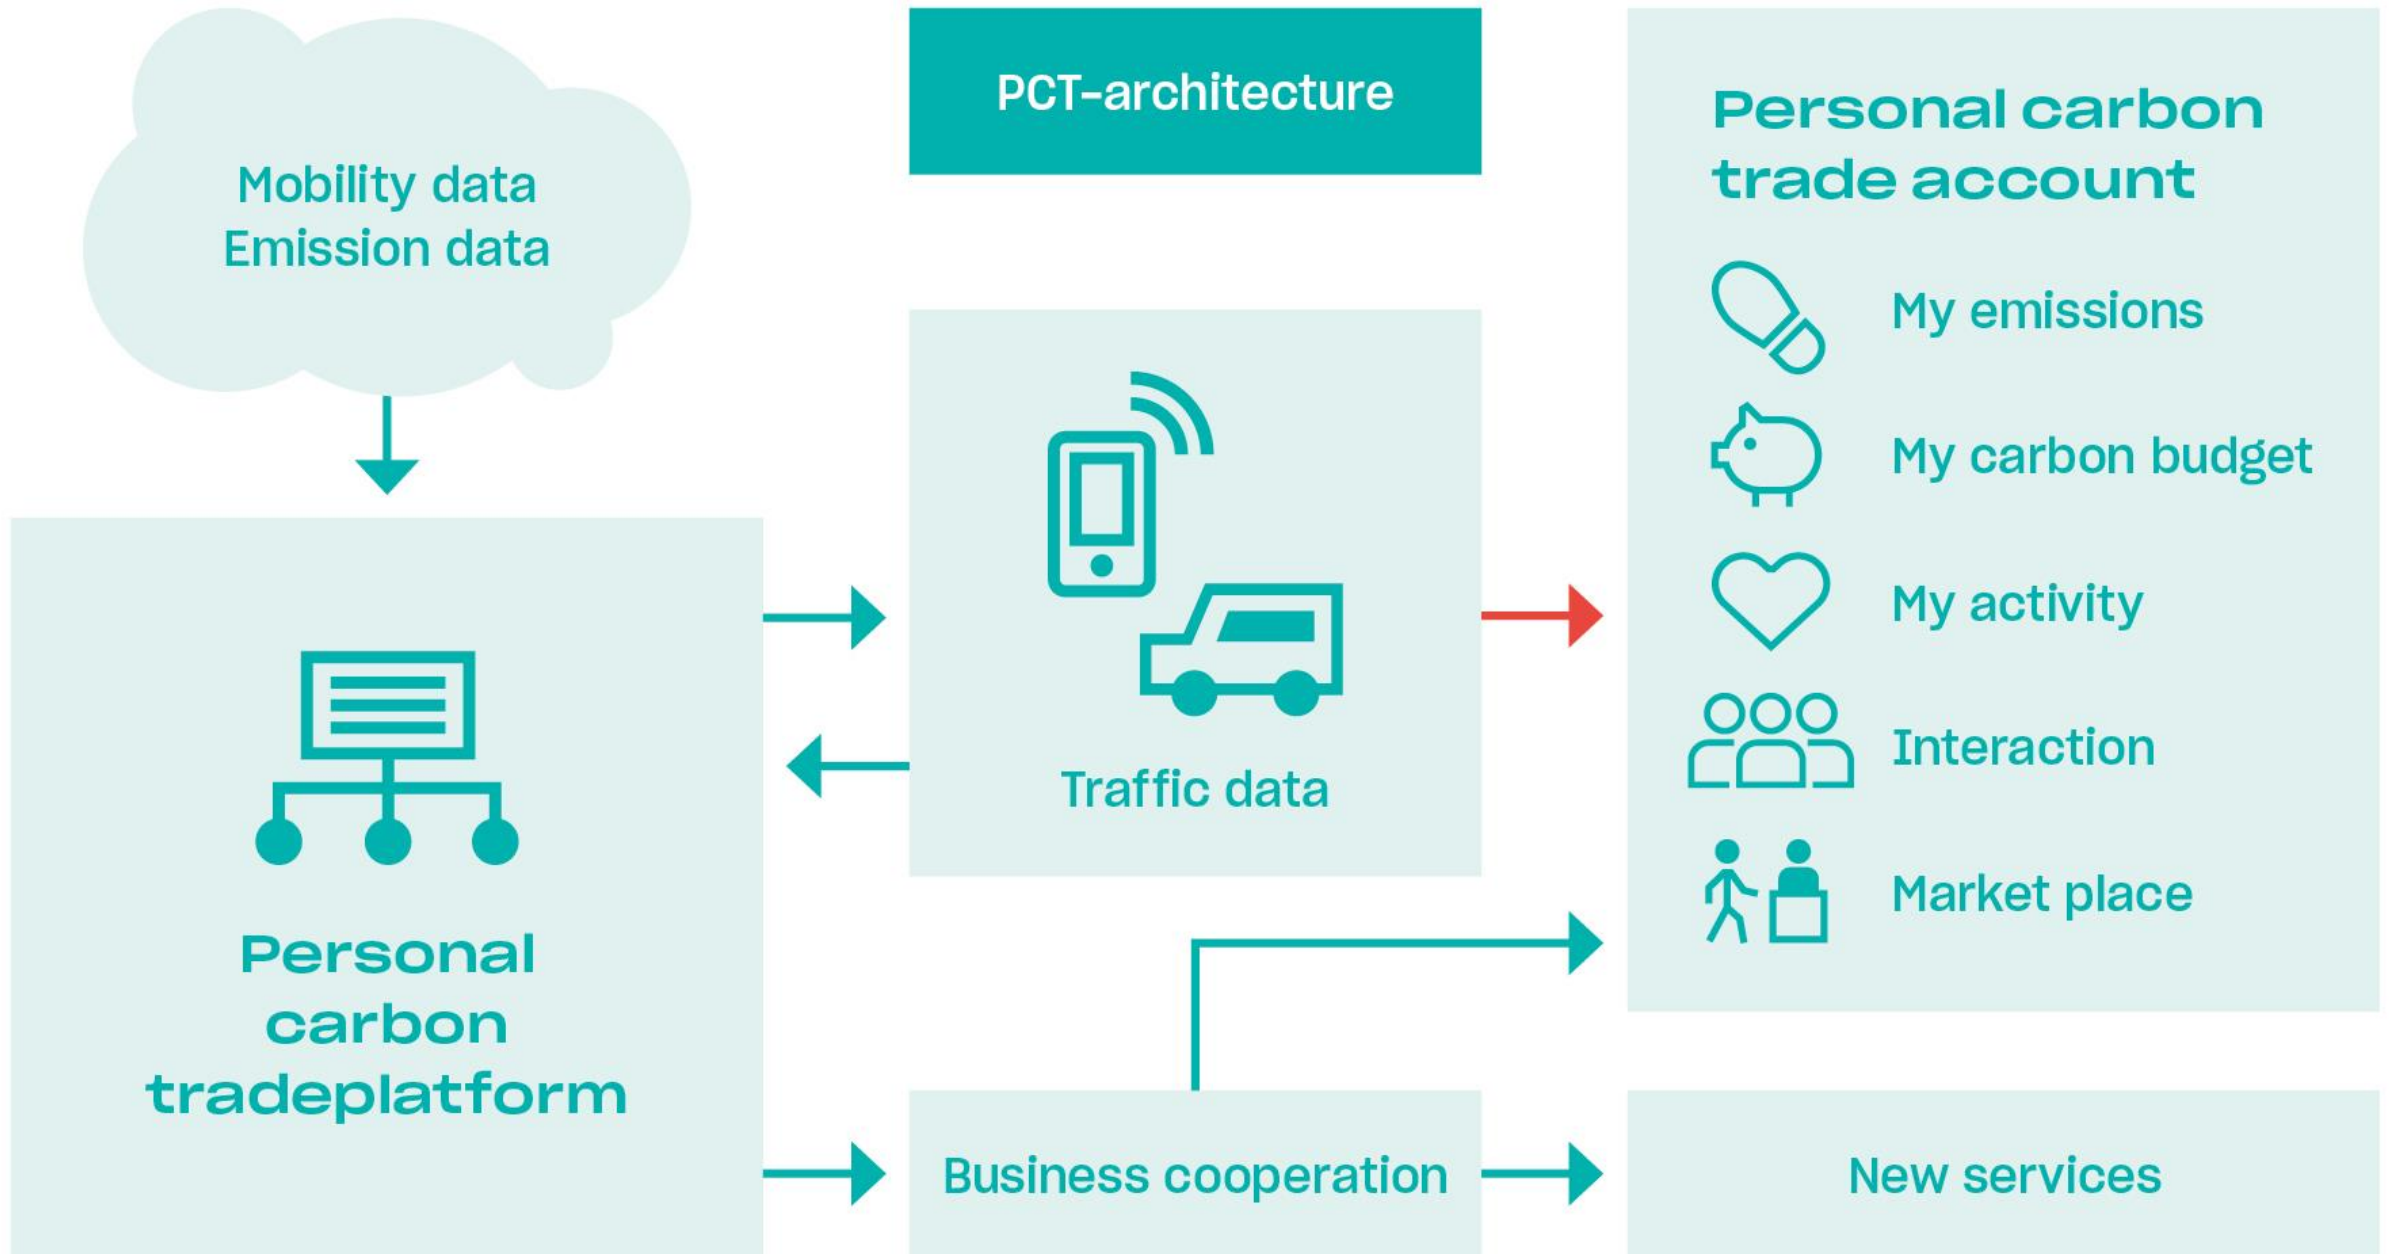 Mobility data
Emission data
PCT-architecture
Personal carbon
trade account
My emissions
My carbon budget
My activity
Interaction
Market place
Traffic data
Personal
carbon
tradeplatform
Business cooperation
New services